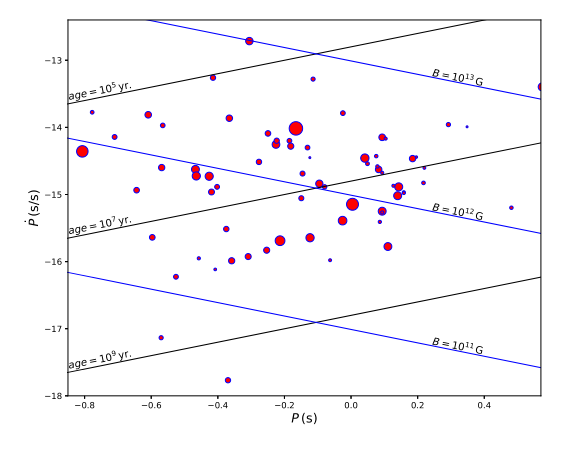 −13
−14
−15
−16
−17
−18
Ṗ (s/s)
age = 10⁵ yr.
age = 10⁷ yr.
age = 10⁹ yr.
B = 10¹³ G
B = 10¹² G
B = 10¹¹ G
−0.8 −0.6 −0.4 −0.2 0.0 0.2 0.4
P (s)